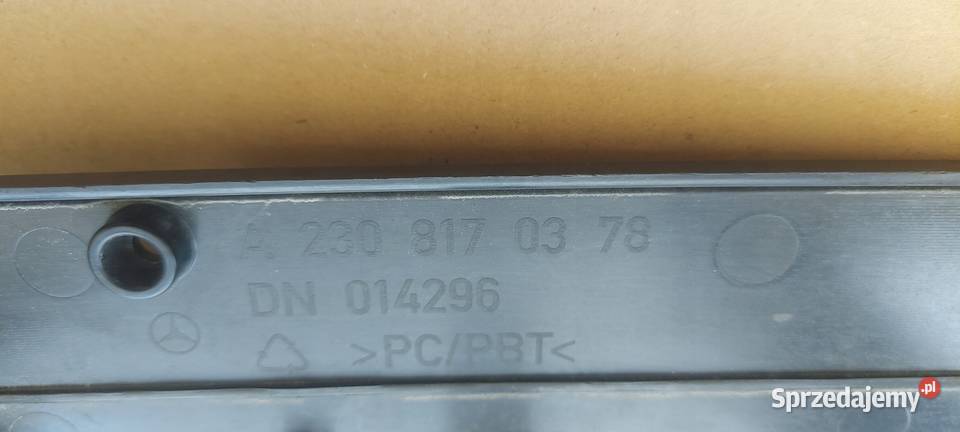 A 230 817 03 78
DN 014296
>PC/PBT<
Sprzedajemy.pl